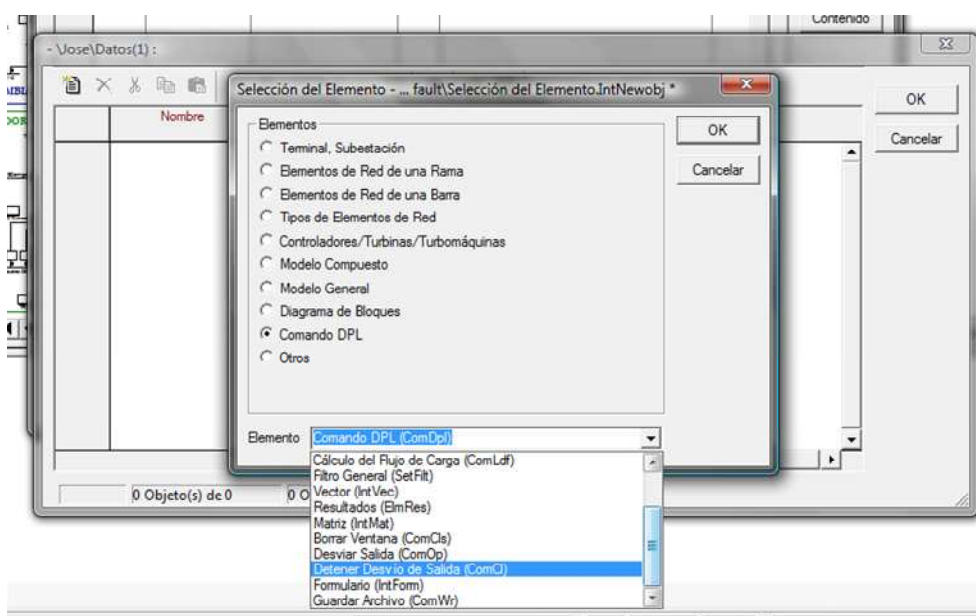 Contenido
- \Jose\Datos(1) :
Selección del Elemento - ... fault\Selección del Elemento.IntNewobj *
OK
Cancelar
Nombre
Elementos
Terminal, Subestación
Elementos de Red de una Rama
Elementos de Red de una Barra
Tipos de Elementos de Red
Controladores/Turbinas/Turbomáquinas
Modelo Compuesto
Modelo General
Diagrama de Bloques
Comando DPL
Otros
OK
Cancelar
Elemento Comando DPL (ComDpl)
Cálculo del Flujo de Carga (ComLdf)
Filtro General (SetFilt)
Vector (IntVec)
Resultados (ElmRes)
Matriz (IntMat)
Borrar Ventana (ComCls)
Desviar Salida (ComOp)
Detener Desvío de Salida (ComCl)
Formulario (IntForm)
Guardar Archivo (ComWr)
0 Objeto(s) de 0
0 O